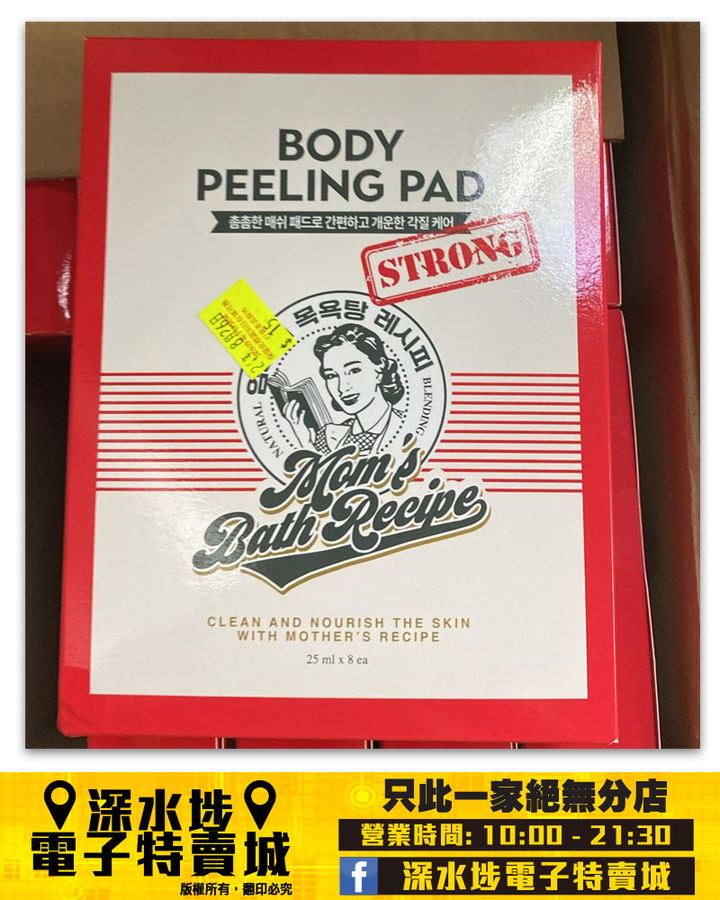 BODY
PEELING PAD
촘촘한 매쉬 패드로 간편하고 개운한 각질 케어
STRONG
목욕탕 레시피
$15
NATURAL
BLENDING
Mom's
Bath Recipe
CLEAN AND NOURISH THE SKIN
WITH MOTHER'S RECIPE
25 ml x 8 ea
深水埗
電子特賣城
版權所有,翻印必究
只此一家絕無分店
營業時間: 10:00 - 21:30
f 深水埗電子特賣城